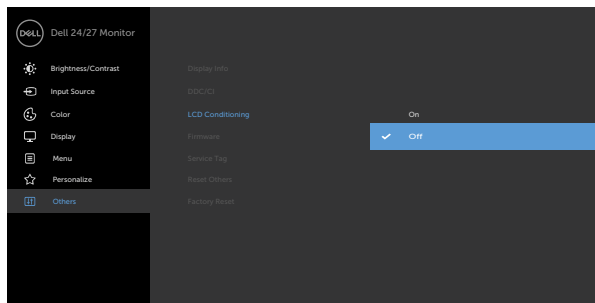 DELL Dell 24/27 Monitor
Brightness/Contrast Display Info
Input Source DDC/CI
Color LCD Conditioning On
Display Firmware Off
Menu Service Tag
Personalize Reset Others
Others Factory Reset